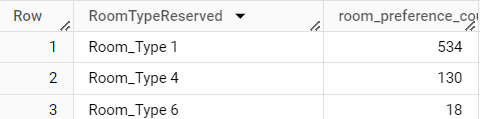 Row RoomTypeReserved room_preference_cou
1 Room_Type 1 534
2 Room_Type 4 130
3 Room_Type 6 18